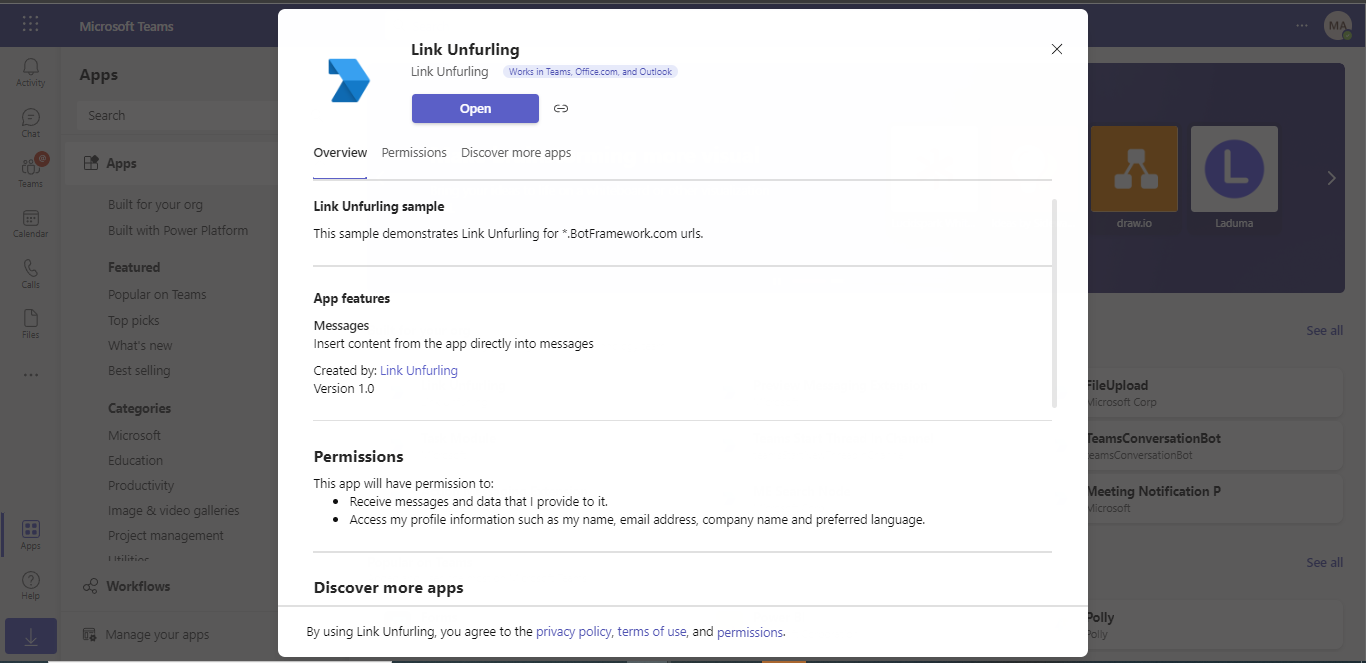 Microsoft Teams
MA
Activity
Chat
@
Teams
Calendar
Calls
Files
Apps
Help
Apps
Search
Apps
Built for your org
Built with Power Platform
Featured
Popular on Teams
Top picks
What's new
Best selling
Categories
Microsoft
Education
Productivity
Image & video galleries
Project management
Utilities
Workflows
Manage your apps
Link Unfurling
Link Unfurling
Works in Teams, Office.com, and Outlook
Open
Overview Permissions Discover more apps
Link Unfurling sample
This sample demonstrates Link Unfurling for *.BotFramework.com urls.
App features
Messages
Insert content from the app directly into messages
Created by: Link Unfurling
Version 1.0
Permissions
This app will have permission to:
• Receive messages and data that I provide to it.
• Access my profile information such as my name, email address, company name and preferred language.
Discover more apps
By using Link Unfurling, you agree to the privacy policy, terms of use, and permissions.
L
draw.io Laduma
See all
FileUpload
Microsoft Corp
TeamsConversationBot
teamsConversationBot
Meeting Notification P
Microsoft
See all
Polly
Polly